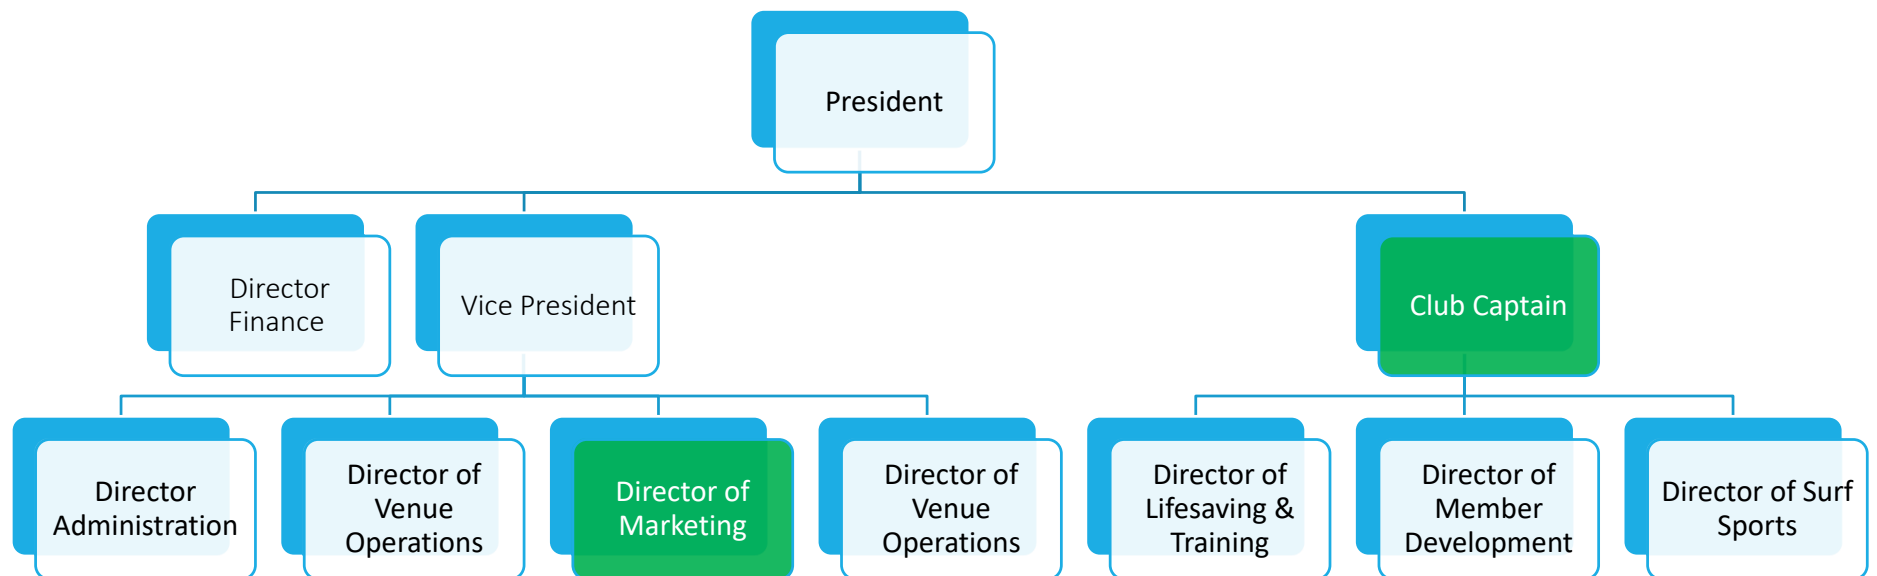 President
Director
Finance
Vice President
Club Captain
Director
Administration
Director of
Venue
Operations
Director of
Marketing
Director of
Venue
Operations
Director of
Lifesaving &
Training
Director of
Member
Development
Director of Surf
Sports